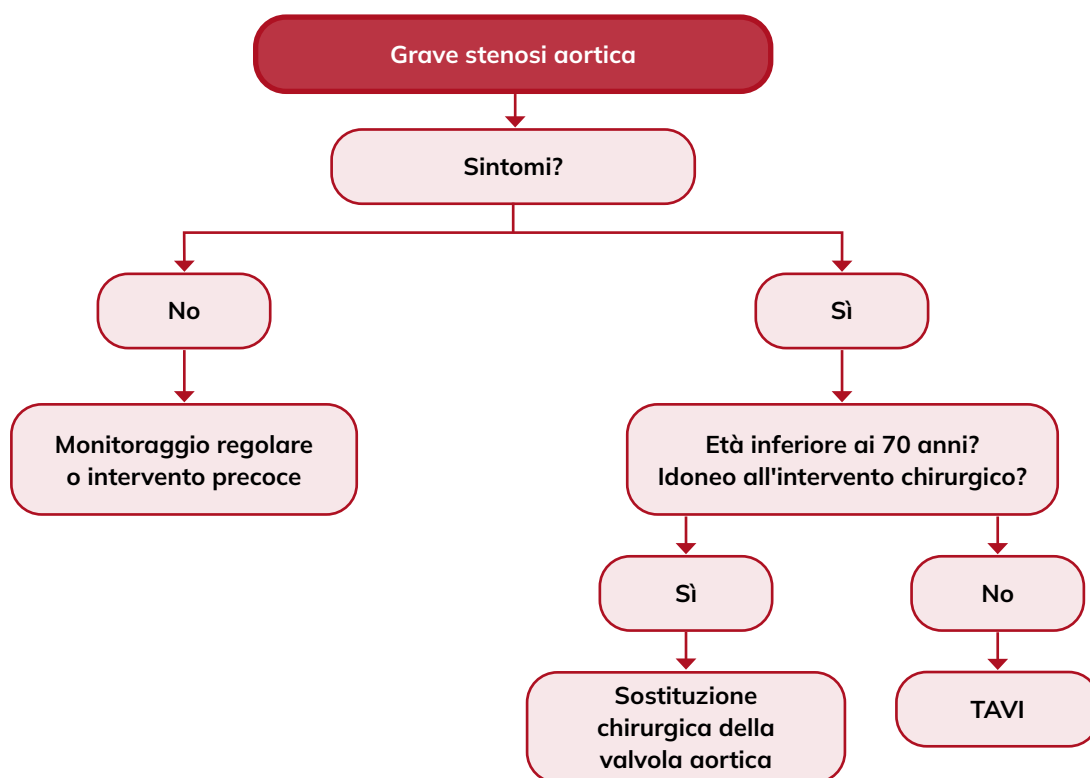 Grave stenosi aortica
Sintomi?
No
Sì
Monitoraggio regolare
o intervento precoce
Età inferiore ai 70 anni?
Idoneo all'intervento chirurgico?
Sì
No
Sostituzione
chirurgica della
valvola aortica
TAVI